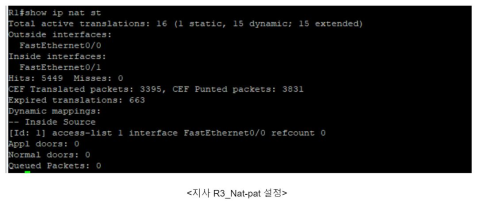 R1#show ip nat st
Total active translations: 16 (1 static, 15 dynamic; 15 extended)
Outside interfaces:
FastEthernet0/0
Inside interfaces:
FastEthernet0/1
Hits: 5449  Misses: 0
CEF Translated packets: 3395, CEF Punted packets: 3831
Expired translations: 663
Dynamic mappings:
-- Inside Source
[Id: 1] access-list 1 interface FastEthernet0/0 refcount 0
Appl doors: 0
Normal doors: 0
Queued Packets: 0
<지사 R3_Nat-pat 설정>